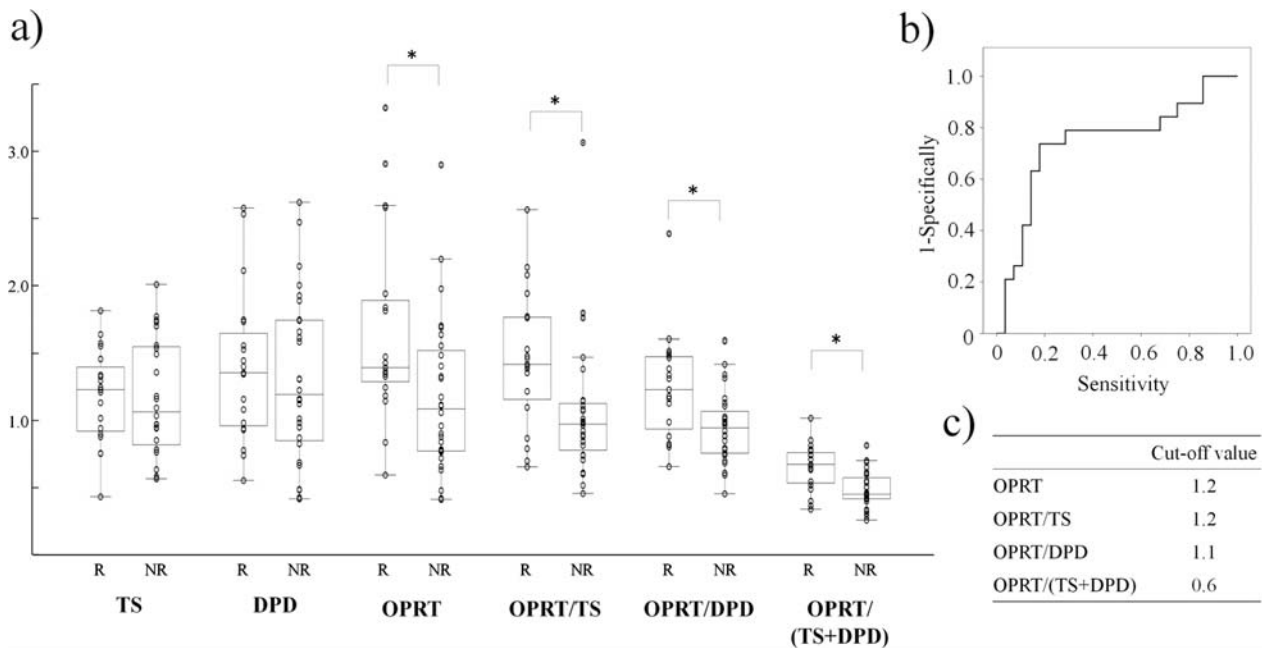 a)
*
*
*
*
3.0
2.0
1.0
R NR R NR R NR R NR R NR R NR
TS DPD OPRT OPRT/TS OPRT/DPD OPRT/
(TS+DPD)
b)
1.0
0.8
0.6
0.4
0.2
0
0 0.2 0.4 0.6 0.8 1.0
1-Specifically
Sensitivity
c)
Cut-off value
OPRT 1.2
OPRT/TS 1.2
OPRT/DPD 1.1
OPRT/(TS+DPD) 0.6